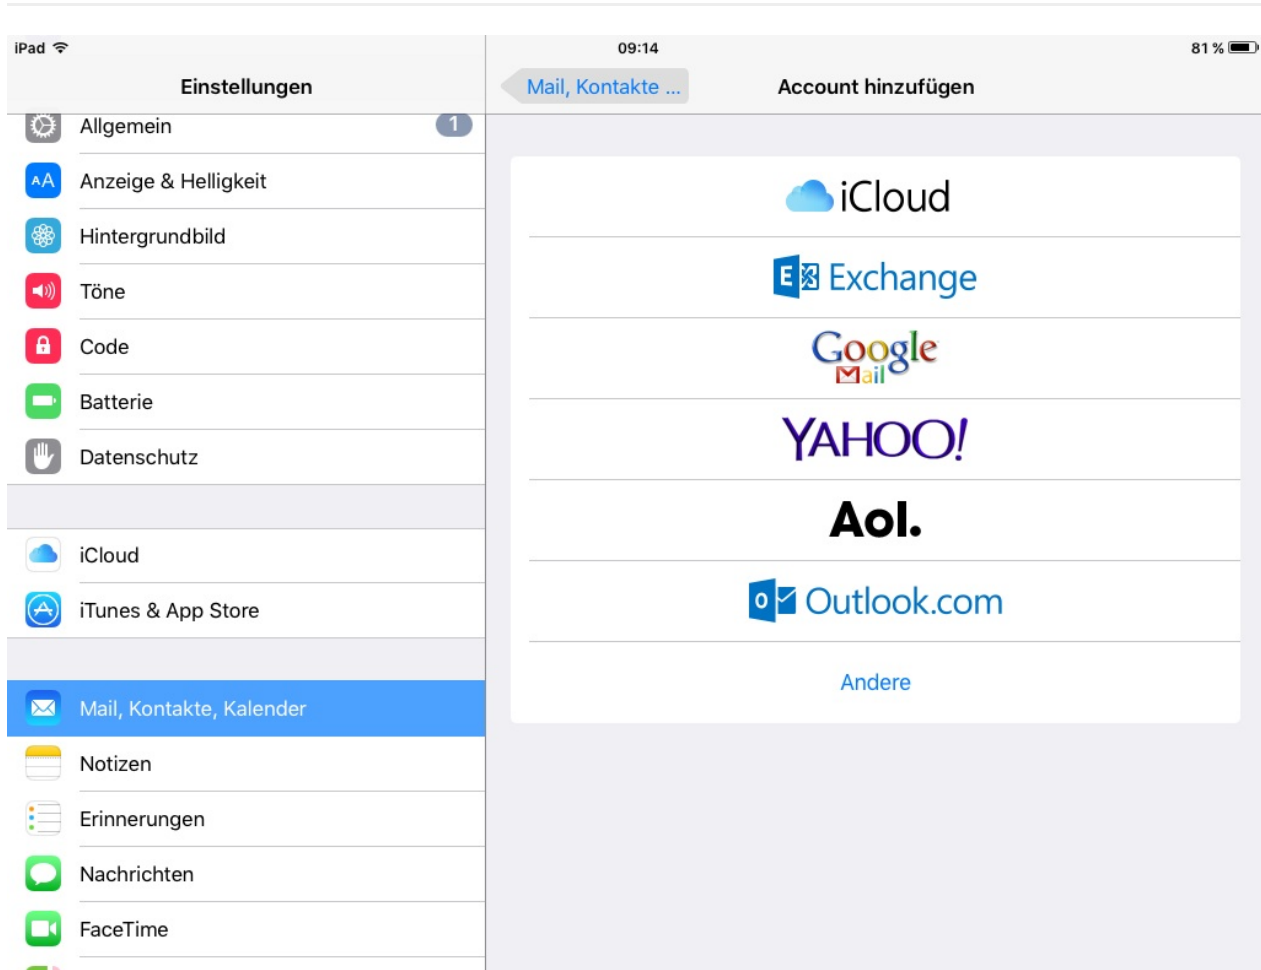 iPad 09:14 81 %
Einstellungen
Mail, Kontakte ...
Account hinzufügen
Allgemein 1
Anzeige & Helligkeit
Hintergrundbild
Töne
Code
Batterie
Datenschutz
iCloud
iTunes & App Store
Mail, Kontakte, Kalender
Notizen
Erinnerungen
Nachrichten
FaceTime
iCloud
Exchange
Google
Mail
YAHOO!
Aol.
Outlook.com
Andere